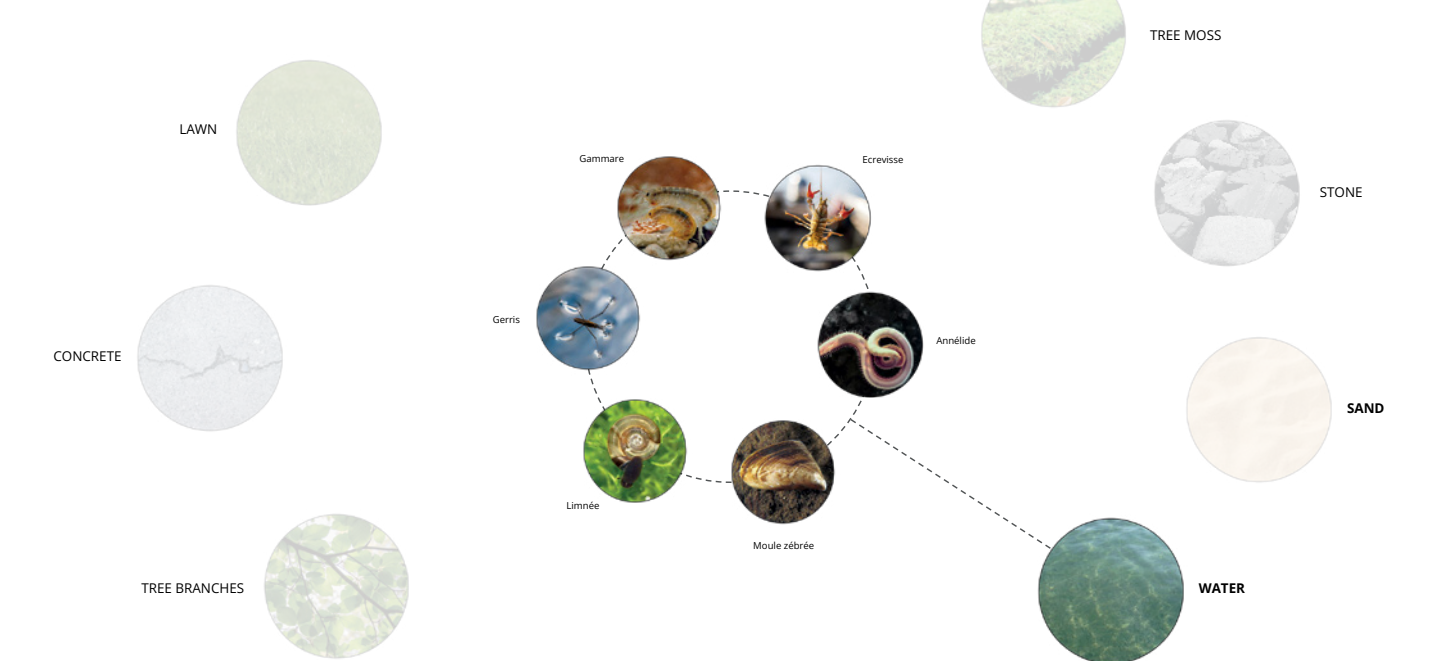 TREE MOSS
LAWN
Gammare
Ecrevisse
STONE
Gerris
Annélide
CONCRETE
SAND
Limnée
Moule zébrée
TREE BRANCHES
WATER